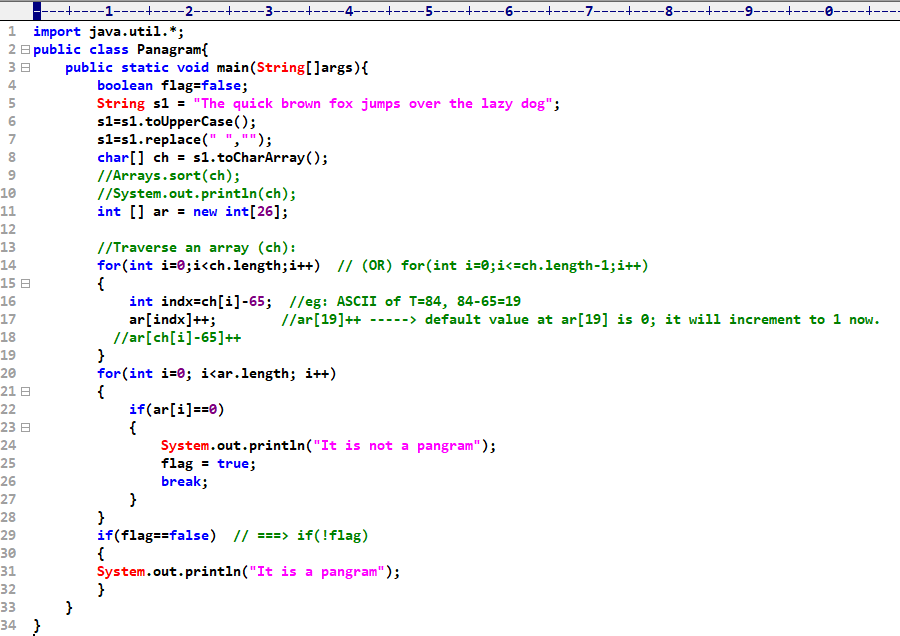 ----+----1----+----2----+----3----+----4----+----5----+----6----+----7----+----8----+----9----+----0----+---
1 import java.util.*;
2 public class Panagram{
3     public static void main(String[]args){
4         boolean flag=false;
5         String s1 = "The quick brown fox jumps over the lazy dog";
6         s1=s1.toUpperCase();
7         s1=s1.replace(" ","");
8         char[] ch = s1.toCharArray();
9         //Arrays.sort(ch);
10         //System.out.println(ch);
11         int [] ar = new int[26];
12
13         //Traverse an array (ch):
14         for(int i=0;i<ch.length;i++)  // (OR) for(int i=0;i<=ch.length-1;i++)
15         {
16             int indx=ch[i]-65;  //eg: ASCII of T=84, 84-65=19
17             ar[indx]++;        //ar[19]++ -----> default value at ar[19] is 0; it will increment to 1 now.
18           //ar[ch[i]-65]++
19         }
20         for(int i=0; i<ar.length; i++)
21         {
22             if(ar[i]==0)
23             {
24                 System.out.println("It is not a pangram");
25                 flag = true;
26                 break;
27             }
28         }
29         if(flag==false)  // ===> if(!flag)
30         {
31         System.out.println("It is a pangram");
32         }
33     }
34 }